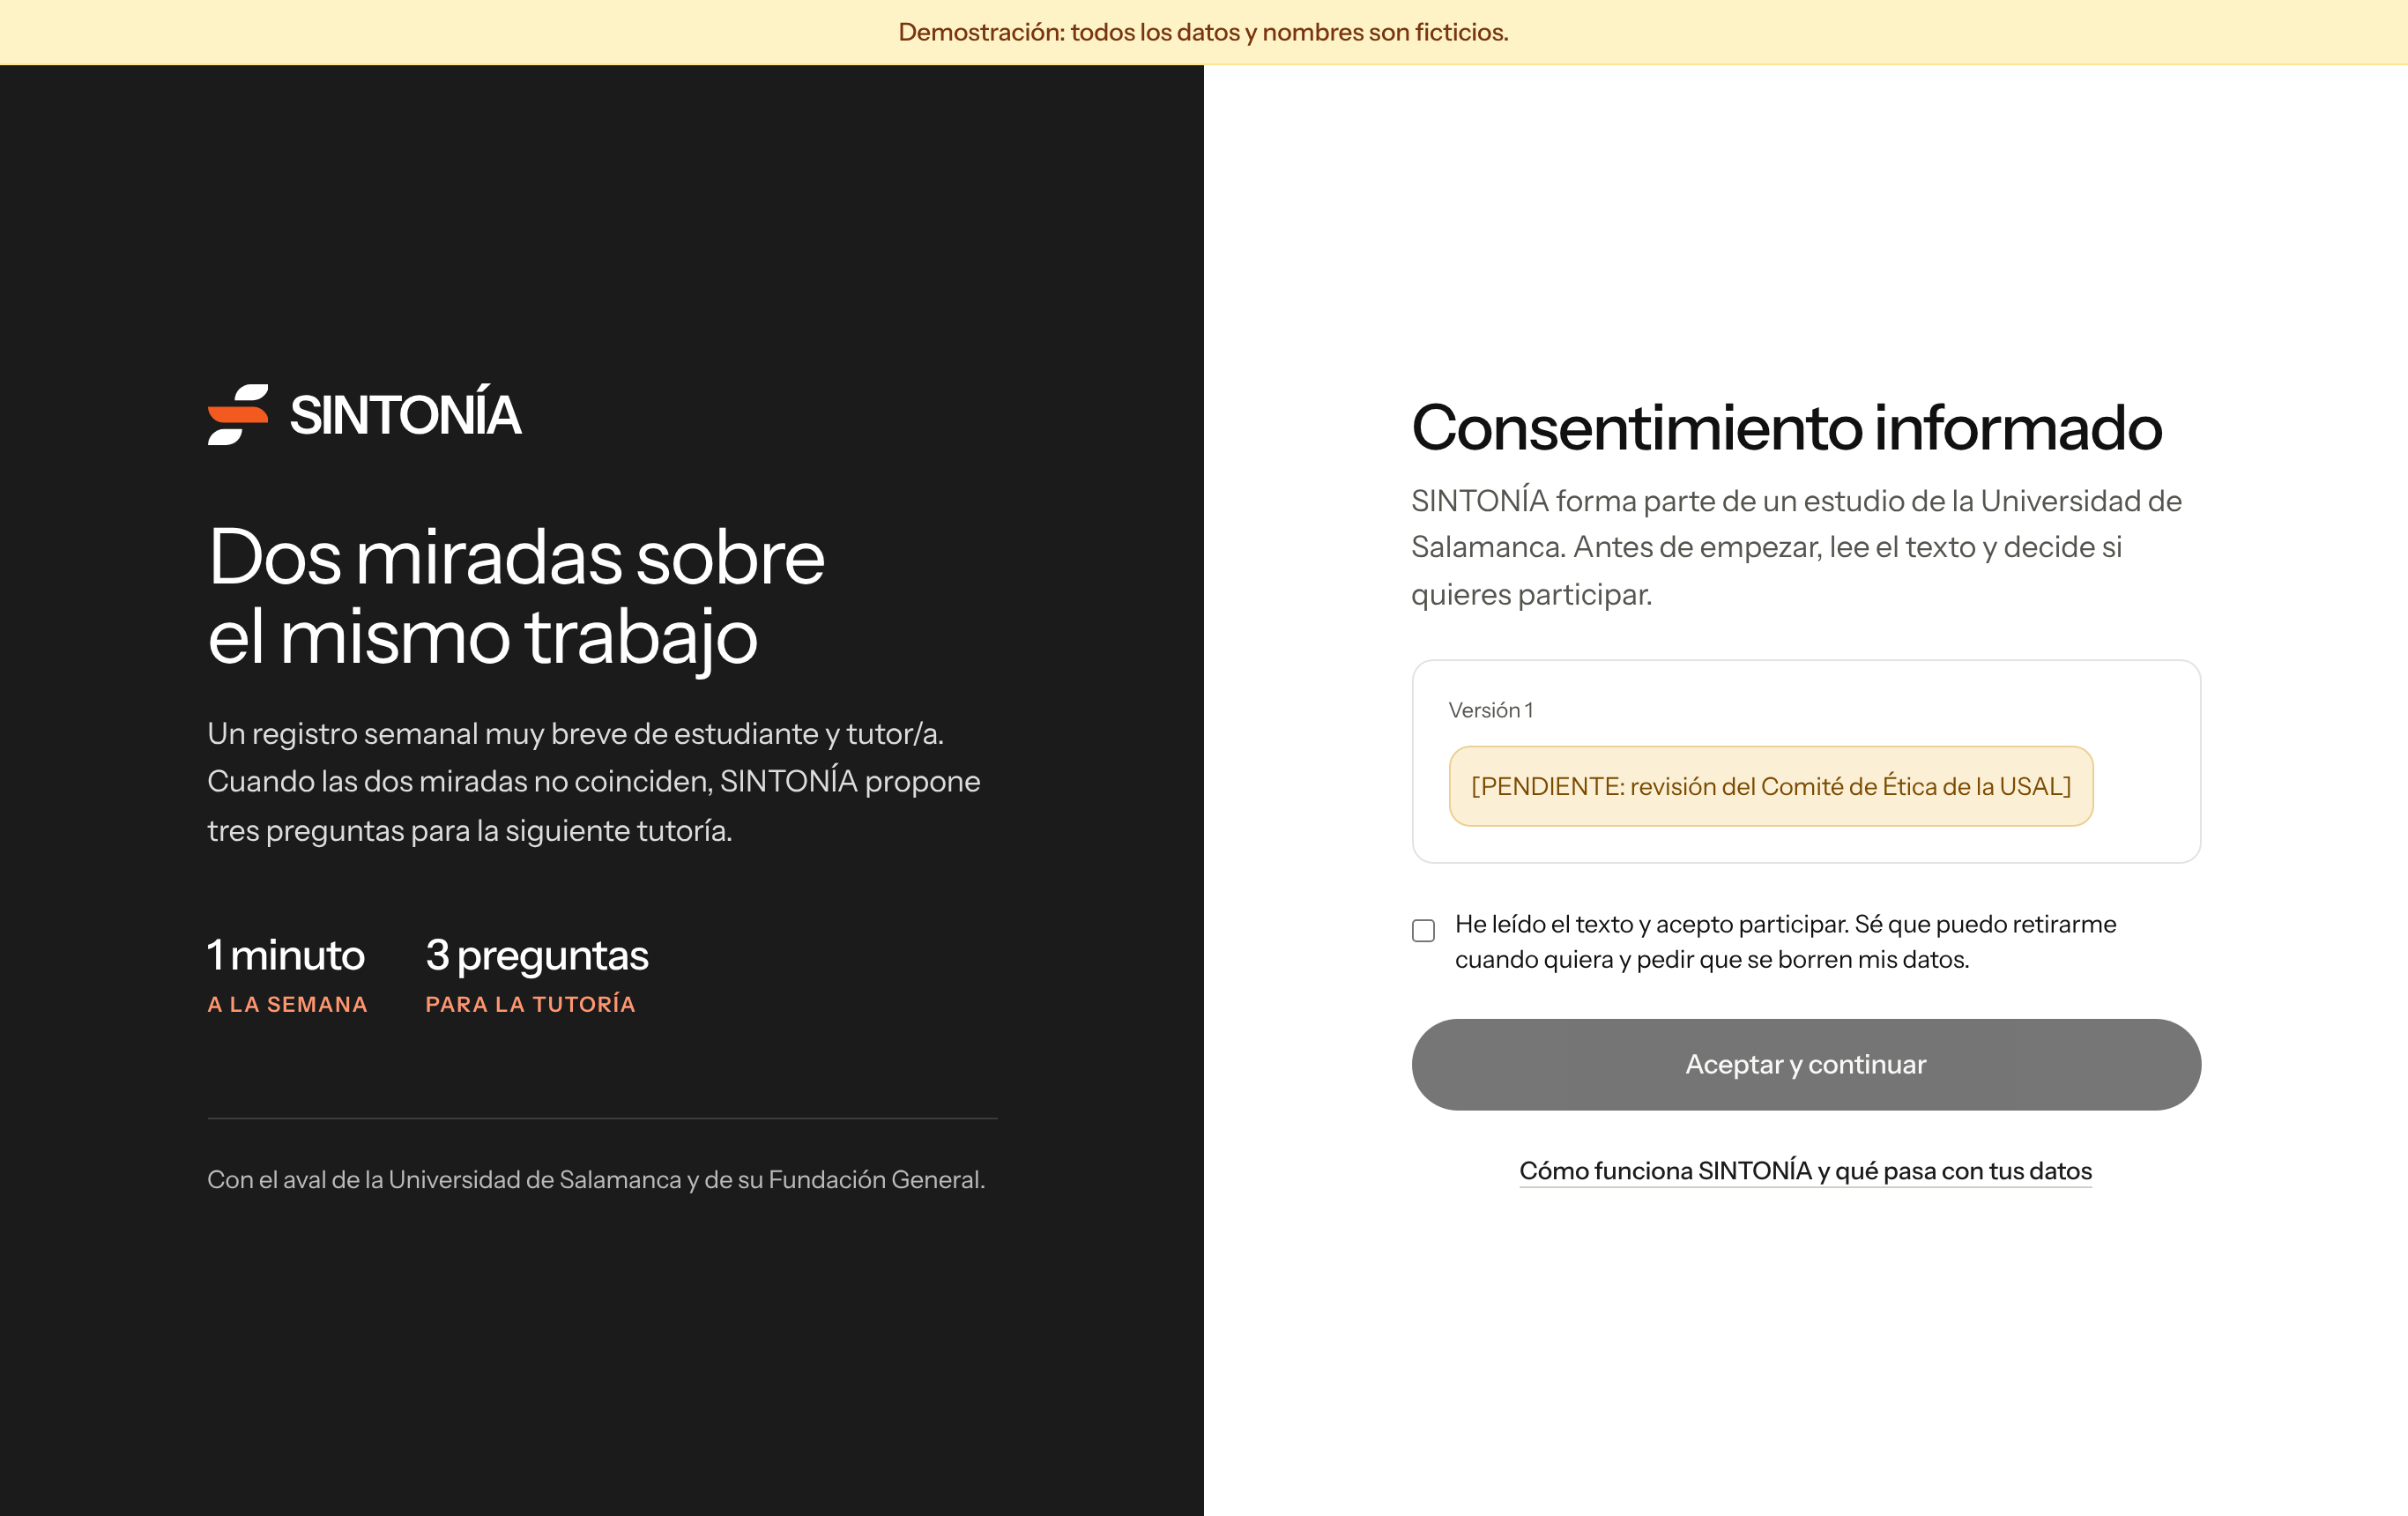 Demostración: todos los datos y nombres son ficticios.
SINTONÍA
Dos miradas sobre
el mismo trabajo
Un registro semanal muy breve de estudiante y tutor/a.
Cuando las dos miradas no coinciden, SINTONÍA propone
tres preguntas para la siguiente tutoría.
1 minuto
A LA SEMANA
3 preguntas
PARA LA TUTORÍA
Con el aval de la Universidad de Salamanca y de su Fundación General.
Consentimiento informado
SINTONÍA forma parte de un estudio de la Universidad de
Salamanca. Antes de empezar, lee el texto y decide si
quieres participar.
Versión 1
[PENDIENTE: revisión del Comité de Ética de la USAL]
He leído el texto y acepto participar. Sé que puedo retirarme
cuando quiera y pedir que se borren mis datos.
Aceptar y continuar
Cómo funciona SINTONÍA y qué pasa con tus datos